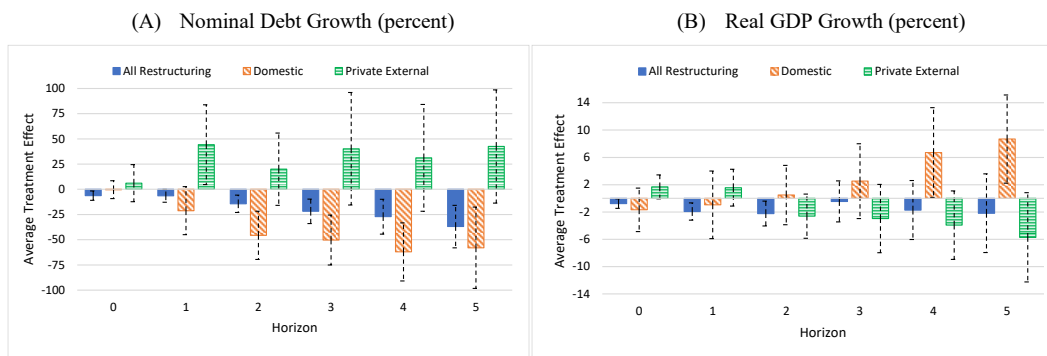 (A) Nominal Debt Growth (percent)
All Restructuring Domestic Private External
Average Treatment Effect
100
75
50
25
0
-25
-50
-75
-100
0 1 2 3 4 5
Horizon
(B) Real GDP Growth (percent)
All Restructuring Domestic Private External
Average Treatment Effect
14
10
6
2
-2
-6
-10
-14
0 1 2 3 4 5
Horizon